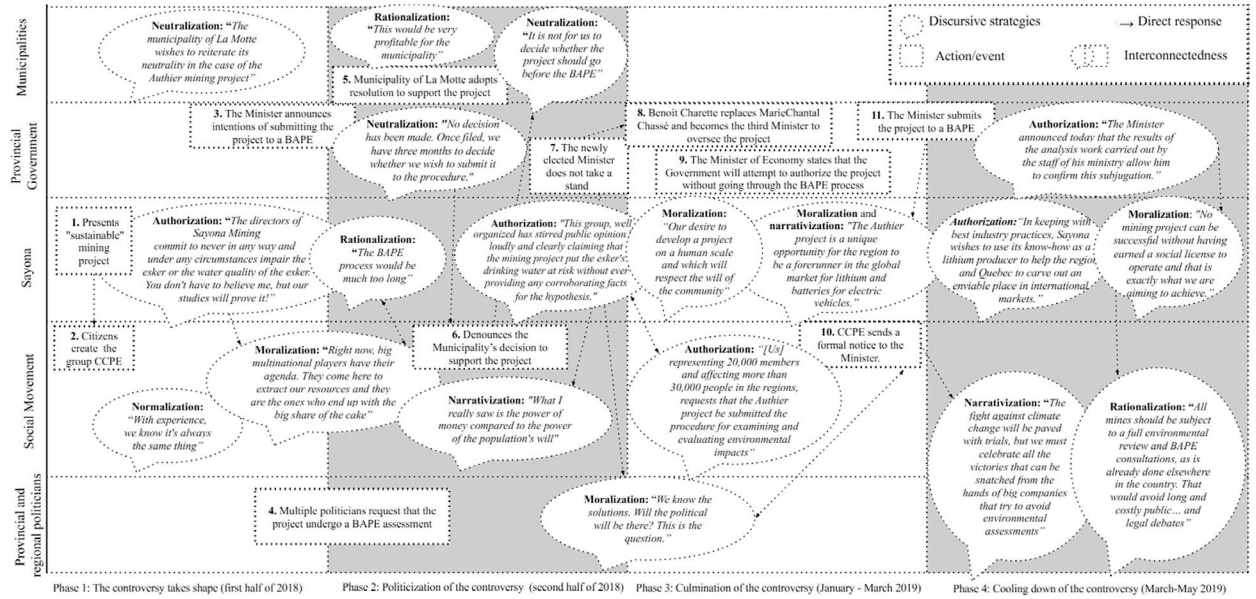 Municipalities
Neutralization: “The
municipality of La Motte
wishes to reiterate its
neutrality in the case of the
Authier mining project”
Rationalization:
“This would be very
profitable for the
municipality”
Neutralization:
“It is not for us to
decide whether the
project should go
before the BAPE”
5. Municipality of La Motte adopts
resolution to support the project
Discursive strategies
Direct response
Action/event
Interconnectedness
Provincial
Government
3. The Minister announces
intentions of submitting the
project to a BAPE
Neutralization: "No decision
has been made. Once filed, we
have three months to decide
whether we wish to submit it
to the procedure."
7. The newly
elected Minister
does not take a
stand
8. Benoit Charette replaces MarieChantal
Chassé and becomes the third Minister to
oversee the project
9. The Minister of Economy states that the
Government will attempt to authorize the project
without going through the BAPE process
11. The Minister submits
the project to a BAPE
Authorization: “The Minister
announced today that the results of
the analysis work carried out by
the staff of his ministry allow him
to confirm this subjugation.”
Sayona
1. Presents
"sustainable"
mining
project
Authorization: “The directors of
Sayona Mining
commit to never in any way and
under any circumstances impair the
esker or the water quality of the esker.
You don't have to believe me, but our
studies will prove it!”
Rationalization:
“The BAPE
process would be
much too long”
Authorization: "This group, well
organized has stirred public opinion,
loudly and clearly claiming that
the mining project put the esker's
drinking water at risk without ever
providing any corroborating facts
for the hypothesis."
Moralization:
“Our desire to
develop a project
on a human scale
and which will
respect the will of
the community”
Moralization and
narrativization: "The Authier
project is a unique
opportunity for the region to
be a forerunner in the global
market for lithium and
batteries for electric
vehicles.”
Authorization:“In keeping with
best industry practices, Sayona
wishes to use its know-how as a
lithium producer to help the region
and Quebec to carve out an
enviable place in international
markets.”
Moralization: "No
mining project can be
successful without having
earned a social license to
operate and that is
exactly what we are
aiming to achieve.”
Social Movement
2. Citizens
create the
group CCPE
Normalization:
“With experience,
we know it's always
the same thing”
Moralization: “Right now, big
multinational players have their
agenda. They come here to
extract our resources and they
are the ones who end up with the
big share of the cake”
6. Denounces the
Municipality's decision to
support the project
Narrativization: "What I
really saw is the power of
money compared to the power
of the population's will"
Authorization: “[Us]
representing 20,000 members
and affecting more than
30,000 people in the regions,
requests that the Authier
project be submitted the
procedure for examining and
evaluating environmental
impacts”
10. CCPE sends a
formal notice to the
Minister.
Narrativization: “The
fight against climate
change will be paved
with trials, but we must
celebrate all the
victories that can be
snatched from the
hands of big companies
that try to avoid
environmental
assessments”
Rationalization: “All
mines should be subject
to a full environmental
review and BAPE
consultations, as is
already done elsewhere
in the country. That
would avoid long and
costly public… and
legal debates”
Provincial and
regional politicians
4. Multiple politicians request that the
project undergo a BAPE assessment
Moralization: “We know the
solutions. Will the political
will be there? This is the
question.”
Phase 1: The controversy takes shape (first half of 2018)
Phase 2: Politicization of the controversy (second half of 2018)
Phase 3: Culmination of the controversy (January - March 2019)
Phase 4: Cooling down of the controversy (March-May 2019)